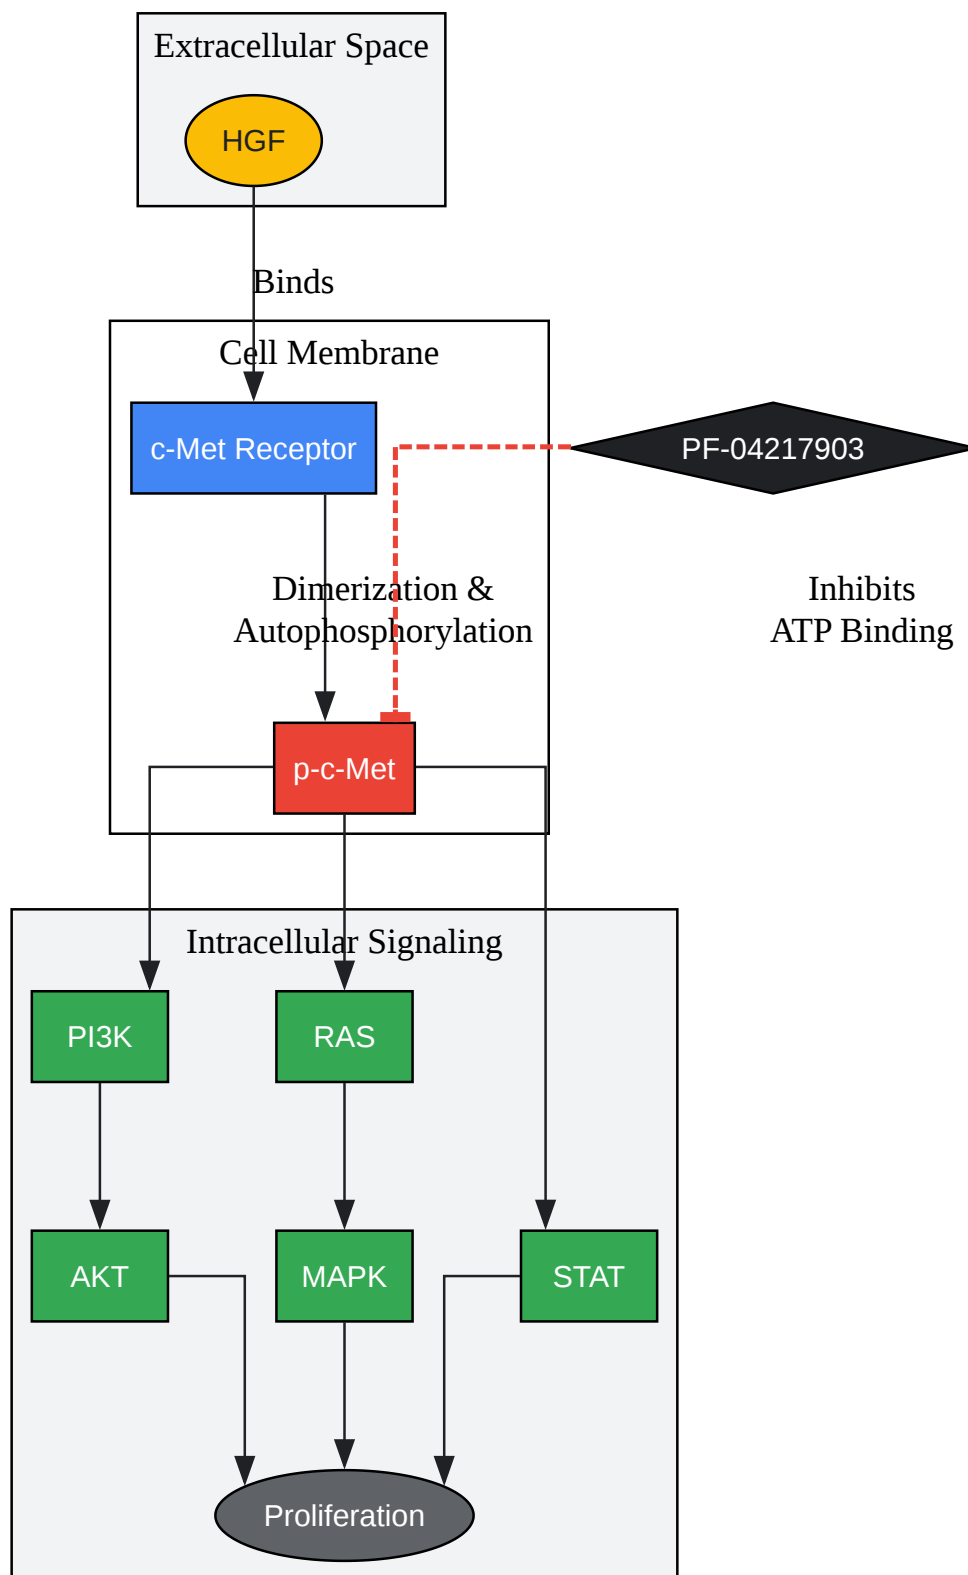 Extracellular Space
HGF
Binds
Cell Membrane
c-Met Receptor
PF-04217903
Dimerization &
Autophosphorylation
Inhibits
ATP Binding
p-c-Met
Intracellular Signaling
PI3K
RAS
AKT
MAPK
STAT
Proliferation